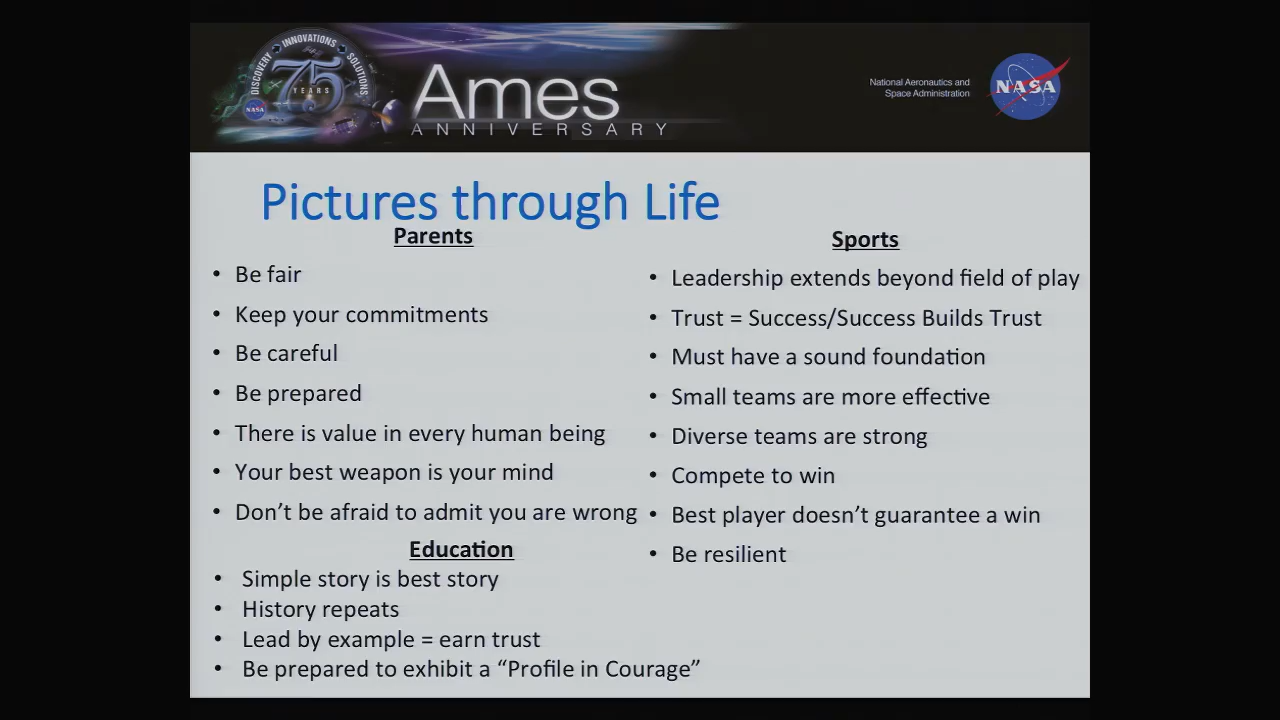 DISCOVERY INNOVATIONS SOLUTIONS
75
YEARS
NASA
Ames
ANNIVERSARY
National Aeronautics and
Space Administration
NASA
Pictures through Life
Parents
• Be fair
• Keep your commitments
• Be careful
• Be prepared
• There is value in every human being
• Your best weapon is your mind
• Don’t be afraid to admit you are wrong
Education
• Simple story is best story
• History repeats
• Lead by example = earn trust
• Be prepared to exhibit a “Profile in Courage”
Sports
• Leadership extends beyond field of play
• Trust = Success/Success Builds Trust
• Must have a sound foundation
• Small teams are more effective
• Diverse teams are strong
• Compete to win
• Best player doesn’t guarantee a win
• Be resilient